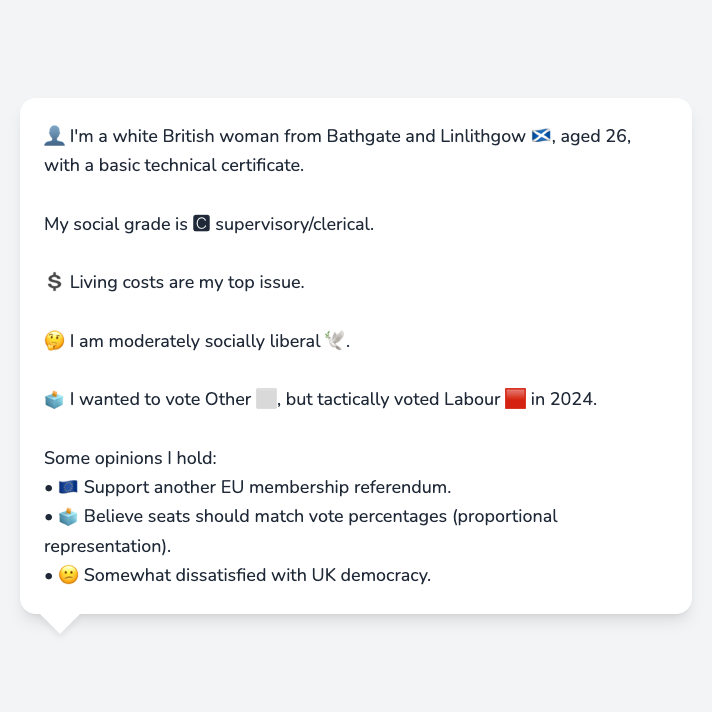 👤 I'm a white British woman from Bathgate and Linlithgow 🏴󠁧󠁢󠁳󠁣󠁴󠁿, aged 26,
with a basic technical certificate.
My social grade is 🅲 supervisory/clerical.
💲 Living costs are my top issue.
🤔 I am moderately socially liberal 🕊️.
🗳️ I wanted to vote Other ⬜, but tactically voted Labour 🟥 in 2024.
Some opinions I hold:
• 🇪🇺 Support another EU membership referendum.
• 🗳️ Believe seats should match vote percentages (proportional
representation).
• 😕 Somewhat dissatisfied with UK democracy.